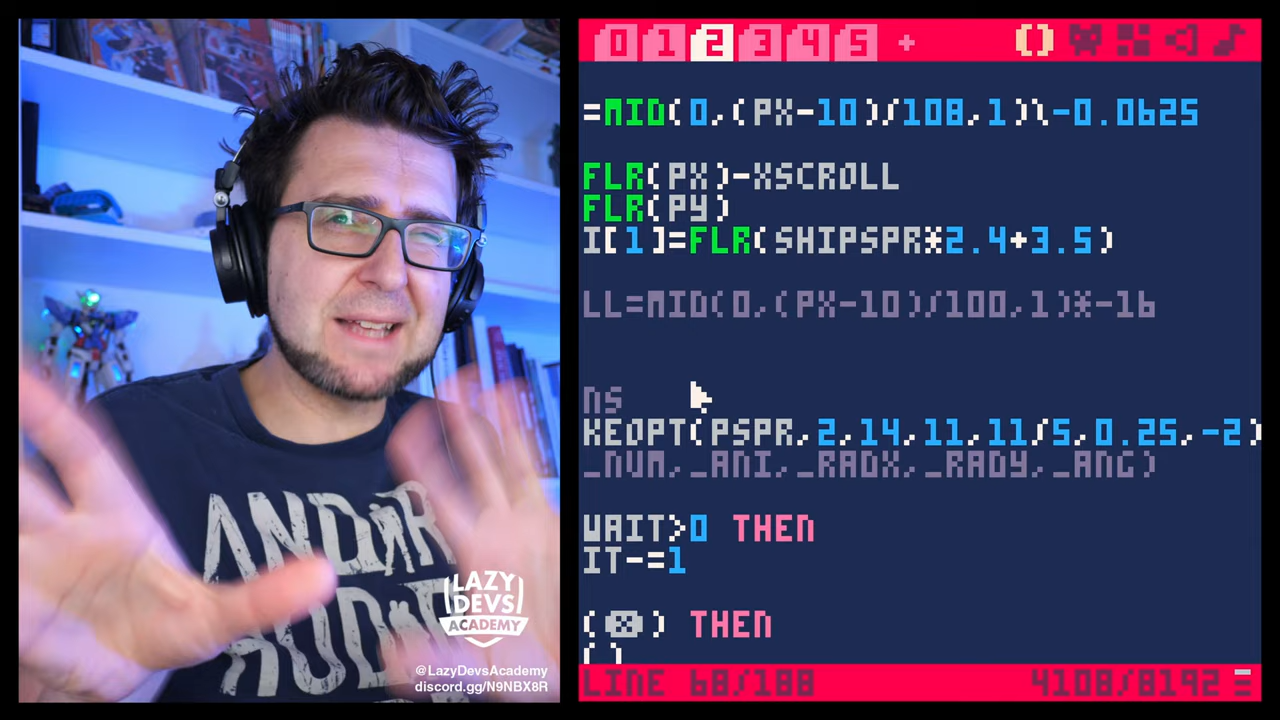 0 1 2 3 4 5 +
=MID(0,(PX-10)/108,1)\-0.0625
FLR(PX)-XSCROLL
FLR(PY)
I[1]=FLR(SHIPSPR*2.4+3.5)
LL=MID(0,(PX-10)/100,1)*-16
NS
KEOPT(PSPR,2,14,11,11/5,0.25,-2)
_NUM,_ANI,_RADX,_RADY,_ANG)
WAIT>0 THEN
IT-=1
(❎) THEN
()
LINE 68/188
4108/8192
LAZY
DEVS
ACADEMY
@LazyDevsAcademy
discord.gg/N9NBX8R